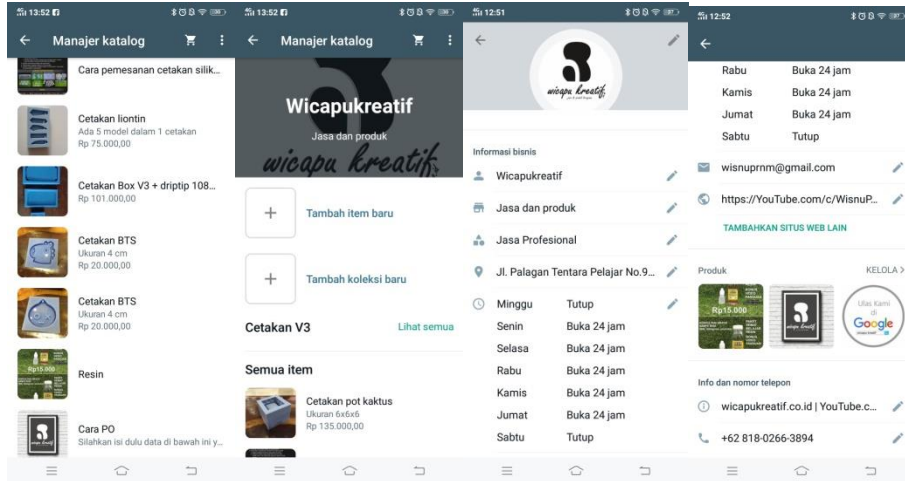 13:52
Manajer katalog
Cara pemesanan cetakan silik...
Cetakan liontin
Ada 5 model dalam 1 cetakan
Rp 75.000,00
Cetakan Box V3 + driptip 108...
Rp 101.000,00
Cetakan BTS
Ukuran 4 cm
Rp 20.000,00
Cetakan BTS
Ukuran 4 cm
Rp 20.000,00
Rp15.000
Resin
Cara PO
Silahkan isi dulu data di bawah ini y...
13:52
Manajer katalog
Wicapukreatif
Jasa dan produk
wicapu kreatif
Tambah item baru
Tambah koleksi baru
Cetakan V3
Lihat semua
Semua item
Cetakan pot kaktus
Ukuran 6x6x6
Rp 135.000,00
12:51
wicapu kreatif
Informasi bisnis
Wicapukreatif
Jasa dan produk
Jasa Profesional
Jl. Palagan Tentara Pelajar No.9...
Minggu Tutup
Senin Buka 24 jam
Selasa Buka 24 jam
Rabu Buka 24 jam
Kamis Buka 24 jam
Jumat Buka 24 jam
Sabtu Tutup
12:52
Rabu Buka 24 jam
Kamis Buka 24 jam
Jumat Buka 24 jam
Sabtu Tutup
wisnuprnm@gmail.com
https://YouTube.com/c/WisnuP...
TAMBAHKAN SITUS WEB LAIN
Produk
KELOLA >
Rp15.000
wicapu kreatif
Ulas Kami
di
Google
Info dan nomor telepon
wicapukreatif.co.id | YouTube.c...
+62 818-0266-3894